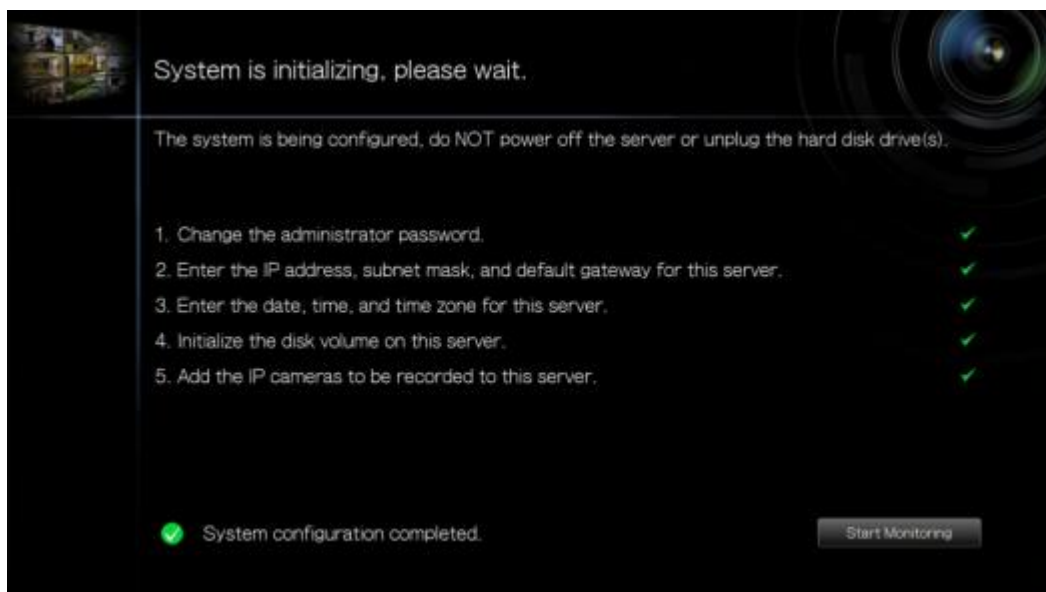 System is initializing, please wait.
The system is being configured, do NOT power off the server or unplug the hard disk drive(s).
1. Change the administrator password.
2. Enter the IP address, subnet mask, and default gateway for this server.
3. Enter the date, time, and time zone for this server.
4. Initialize the disk volume on this server.
5. Add the IP cameras to be recorded to this server.
System configuration completed.
Start Monitoring